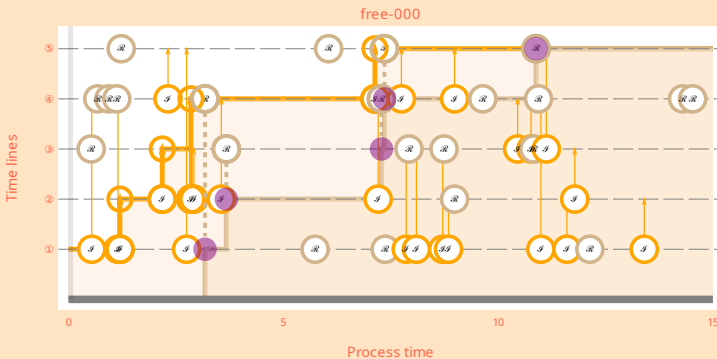 free-000
Time lines
⑤
ℛ ℛ ℛ
④
ℛ ℛ ℛ ℐ ℛ ℐ ℛ ℐ ℐ ℛ ℛ ℛ ℛ
③
ℛ ℛ ℛ ℛ ℐ ℛ ℐ
②
ℐ ℐ ℐ ℐ ℛ ℐ
①
ℐ ℐ ℐ ℛ ℛ ℐ ℐ ℐ ℐ ℐ ℐ ℛ ℐ
0 5 10 15
Process time